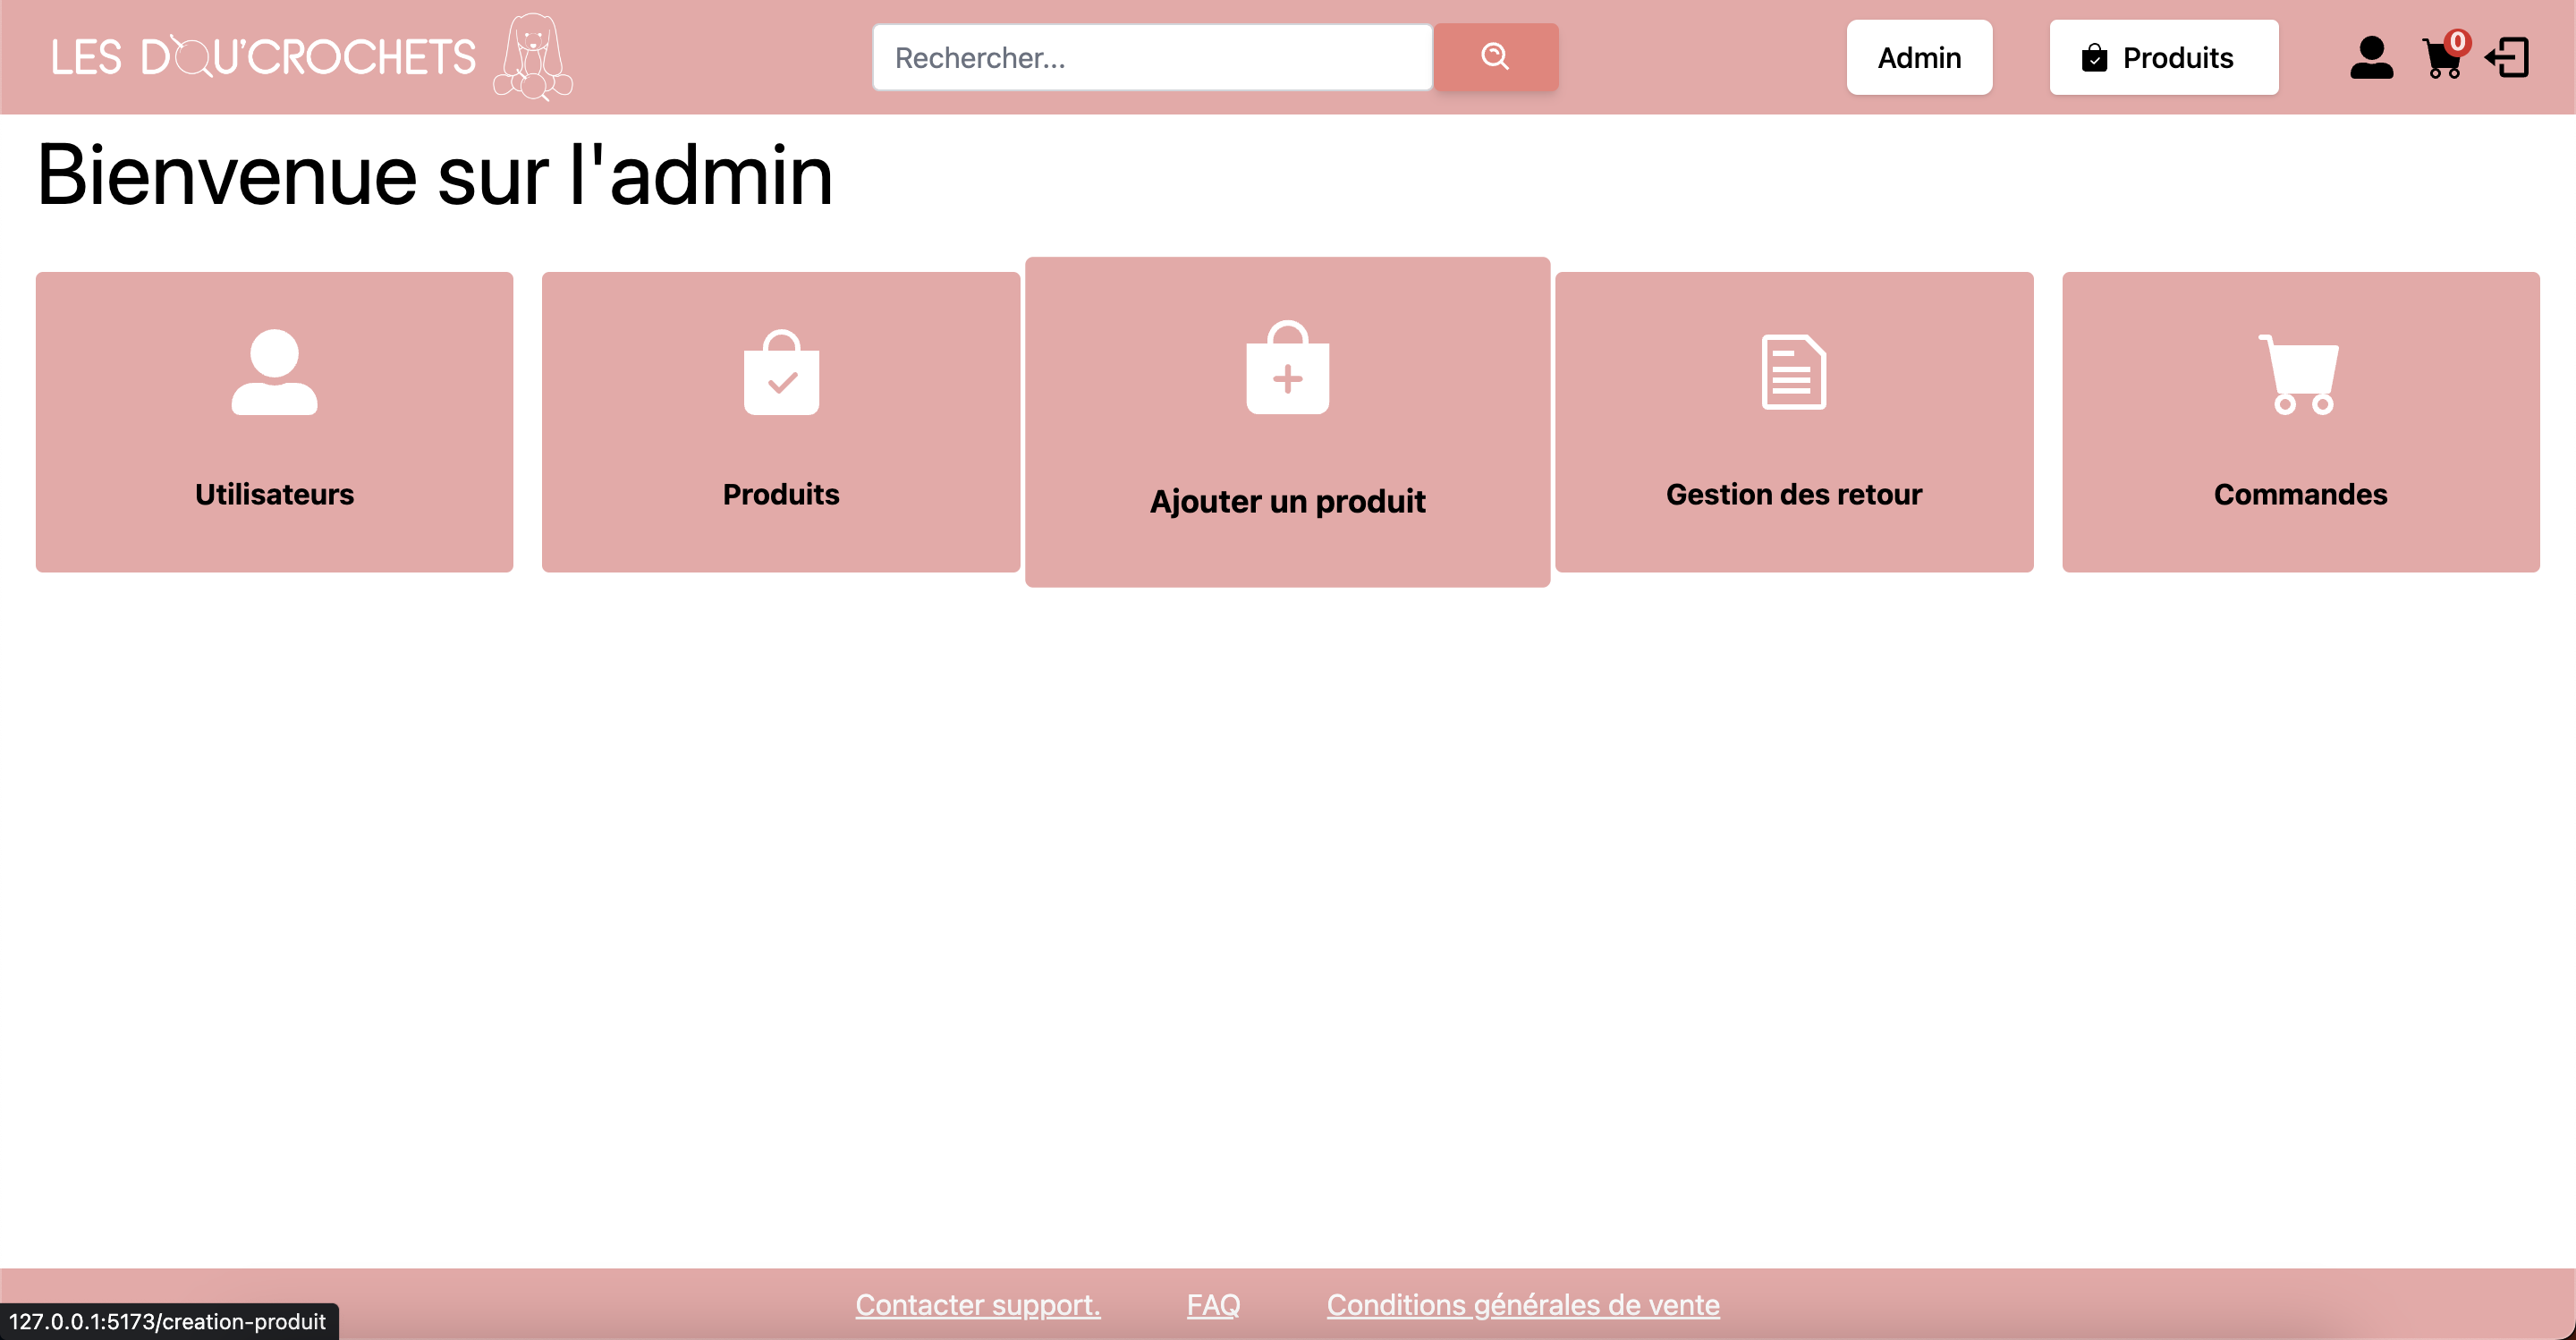 LES DOU'CROCHETS
Rechercher...
Admin
Produits
0
Bienvenue sur l'admin
Utilisateurs
Produits
Ajouter un produit
Gestion des retour
Commandes
Contacter support.
FAQ
Conditions générales de vente
127.0.0.1:5173/creation-produit